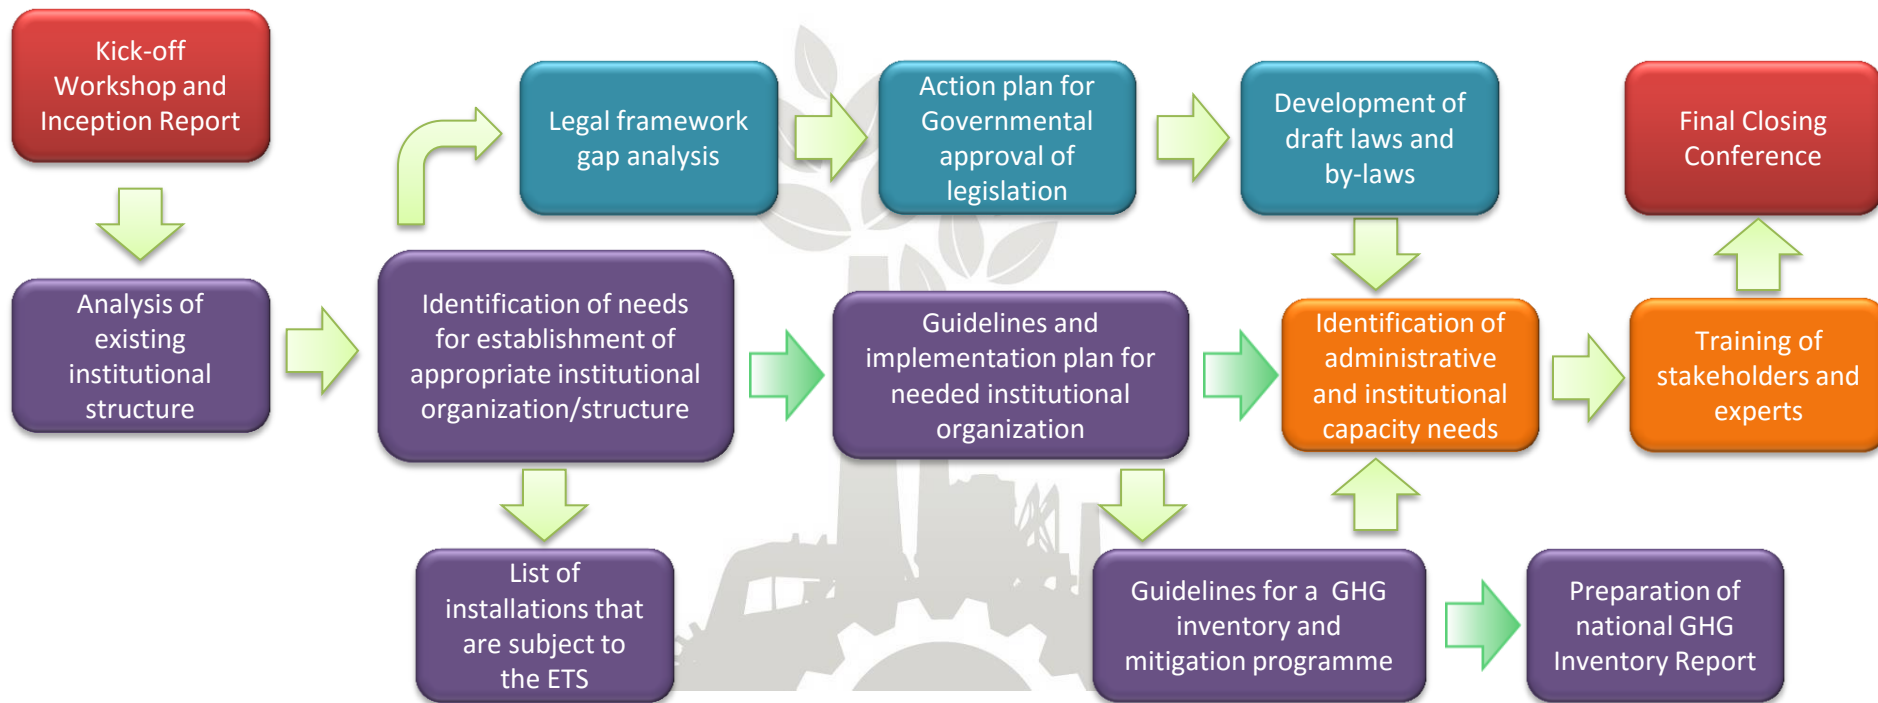 Kick-off
Workshop and
Inception Report
Legal framework
gap analysis
Action plan for
Governmental
approval of
legislation
Development of
draft laws and
by-laws
Final Closing
Conference
Analysis of
existing
institutional
structure
Identification of needs
for establishment of
appropriate institutional
organization/structure
Guidelines and
implementation plan for
needed institutional
organization
Identification of
administrative
and institutional
capacity needs
Training of
stakeholders and
experts
List of
installations that
are subject to
the ETS
Guidelines for a  GHG
inventory and
mitigation programme
Preparation of
national GHG
Inventory Report